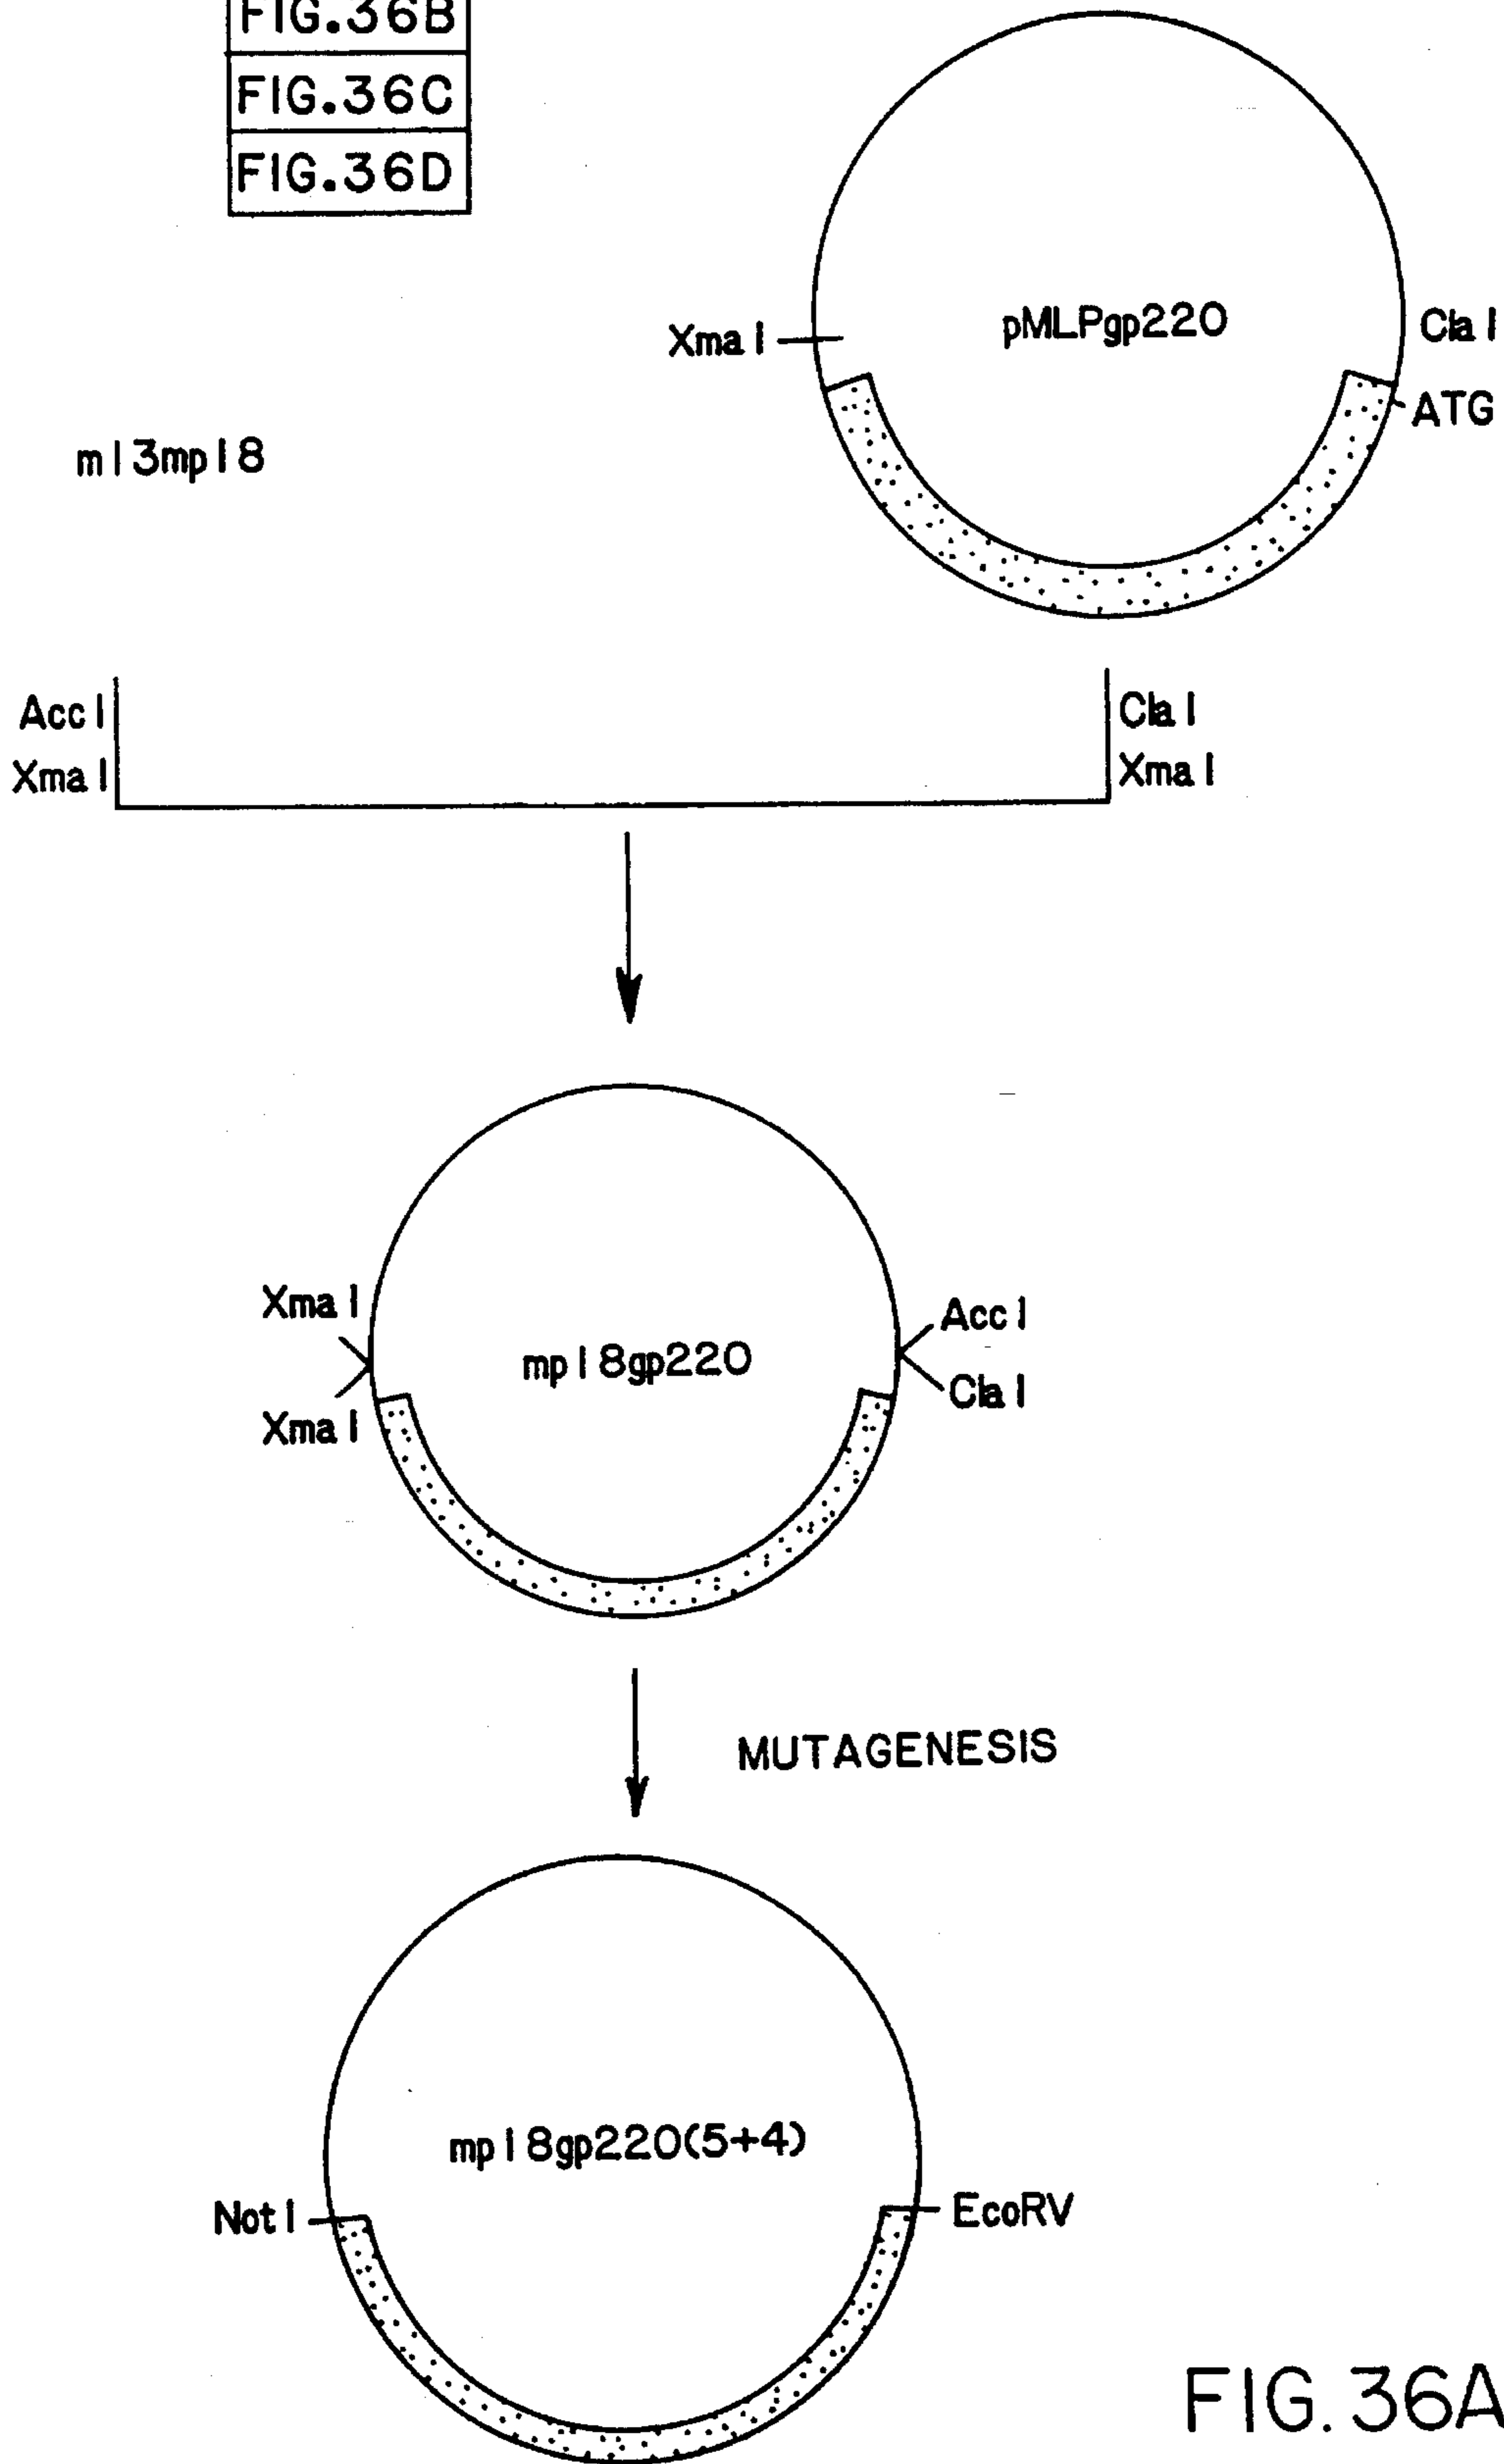 FIG.36B
FIG.36C
FIG.36D
pMLPgp220
Xma I
Cla I
ATG
m13mp18
Acc I
Xma I
Cla I
Xma I
Xma I
Xma I
mp18gp220
Acc I
Cla I
MUTAGENESIS
mp18gp220(5+4)
Not I
EcoRV
FIG. 36A